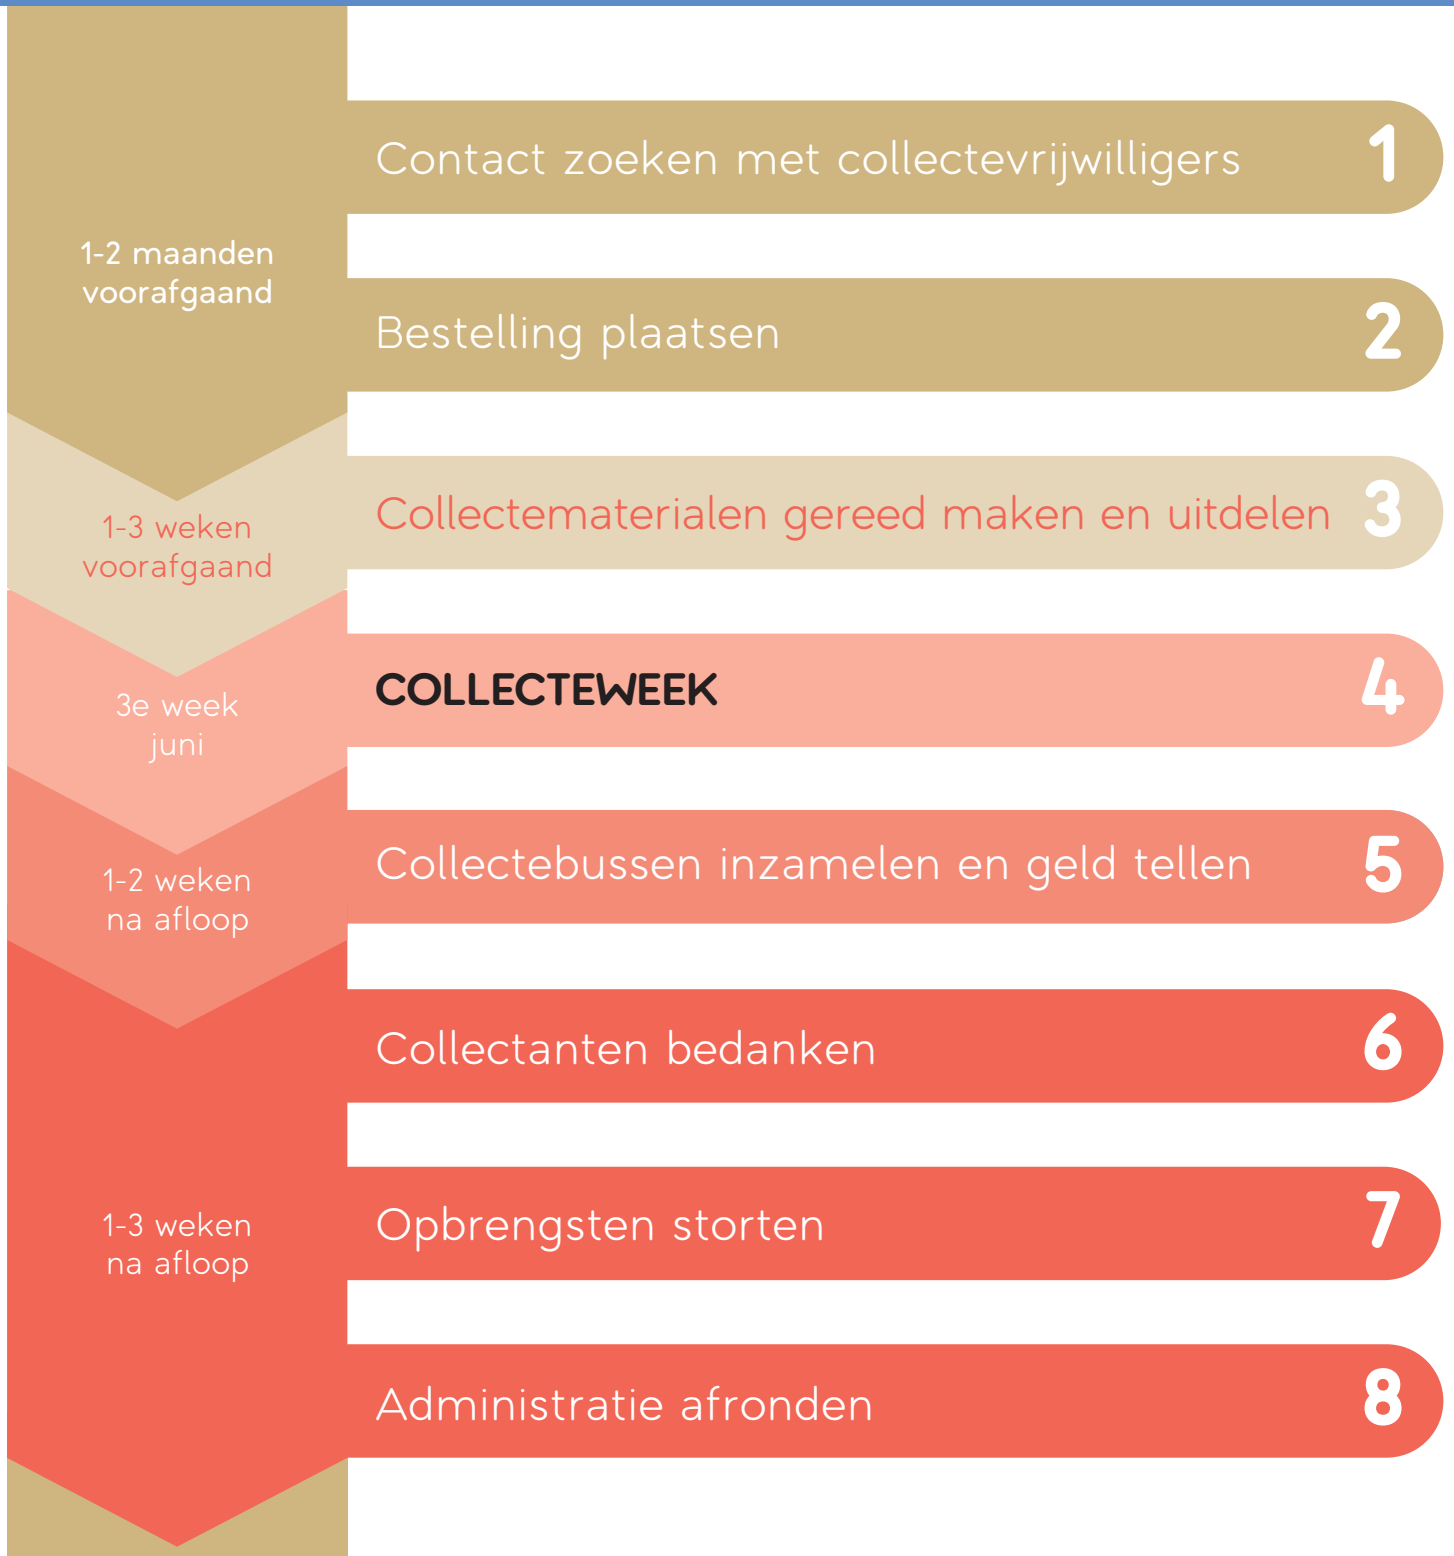 Contact zoeken met collectevrijwilligers
1
1-2 maanden
voorafgaand
Bestelling plaatsen
2
1-3 weken
voorafgaand
Collectematerialen gereed maken en uitdelen
3
3e week
juni
COLLECTEWEEK
4
1-2 weken
na afloop
Collectebussen inzamelen en geld tellen
5
Collectanten bedanken
6
1-3 weken
na afloop
Opbrengsten storten
7
Administratie afronden
8